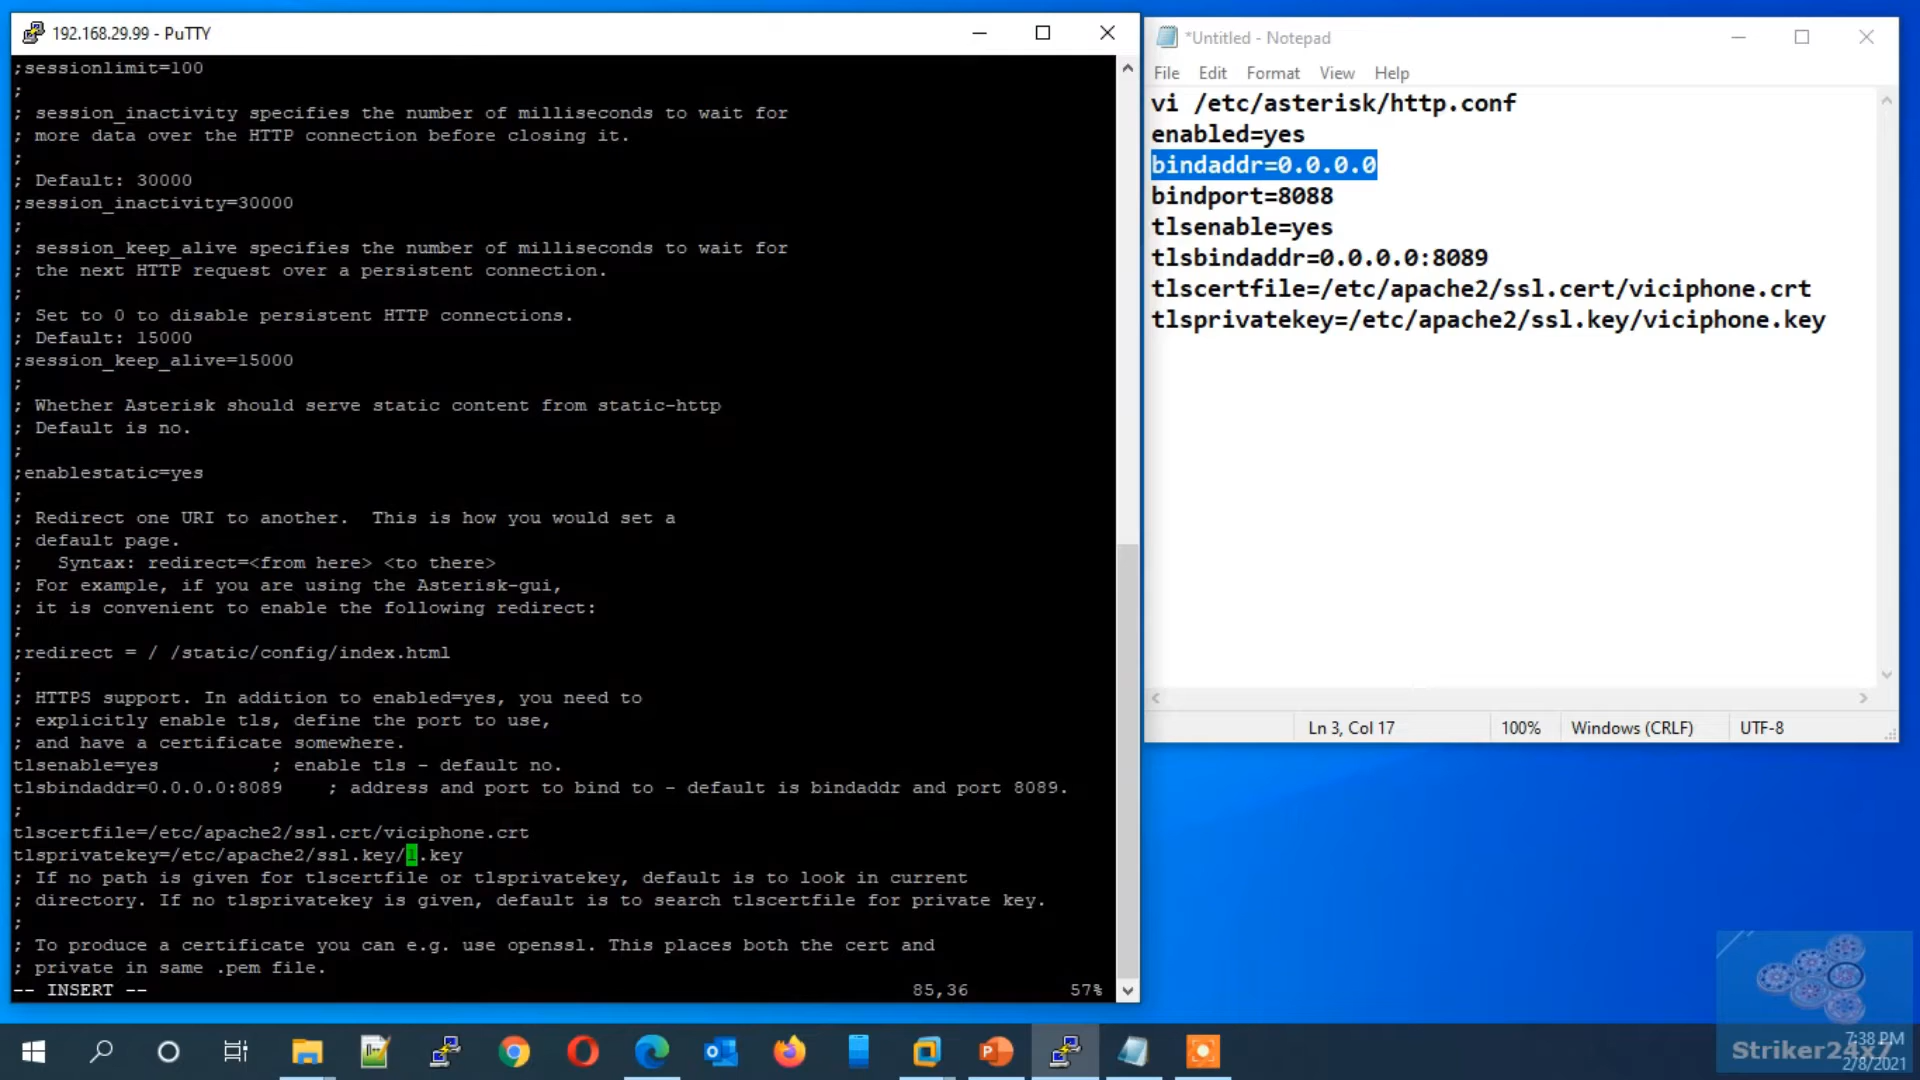 192.168.29.99 - PuTTY
;sessionlimit=100
;
; session_inactivity specifies the number of milliseconds to wait for
; more data over the HTTP connection before closing it.
;
; Default: 30000
;session_inactivity=30000
;
; session_keep_alive specifies the number of milliseconds to wait for
; the next HTTP request over a persistent connection.
;
; Set to 0 to disable persistent HTTP connections.
; Default: 15000
;session_keep_alive=15000
;
; Whether Asterisk should serve static content from static-http
; Default is no.
;
;enablestatic=yes
;
; Redirect one URI to another.  This is how you would set a
; default page.
;   Syntax: redirect=<from here> <to there>
; For example, if you are using the Asterisk-gui,
; it is convenient to enable the following redirect:
;
;redirect = / /static/config/index.html
;
; HTTPS support. In addition to enabled=yes, you need to
; explicitly enable tls, define the port to use,
; and have a certificate somewhere.
tlsenable=yes          ; enable tls - default no.
tlsbindaddr=0.0.0.0:8089    ; address and port to bind to - default is bindaddr and port 8089.
;
tlscertfile=/etc/apache2/ssl.crt/viciphone.crt
tlsprivatekey=/etc/apache2/ssl.key/l.key
; If no path is given for tlscertfile or tlsprivatekey, default is to look in current
; directory. If no tlsprivatekey is given, default is to search tlscertfile for private key.
;
; To produce a certificate you can e.g. use openssl. This places both the cert and
; private in same .pem file.
-- INSERT --    85,36    57%
*Untitled - Notepad
File Edit Format View Help
vi /etc/asterisk/http.conf
enabled=yes
bindaddr=0.0.0.0
bindport=8088
tlsenable=yes
tlsbindaddr=0.0.0.0:8089
tlscertfile=/etc/apache2/ssl.cert/viciphone.crt
tlsprivatekey=/etc/apache2/ssl.key/viciphone.key
Ln 3, Col 17 100% Windows (CRLF) UTF-8
7:38 PM
Striker24x7
2/8/2021